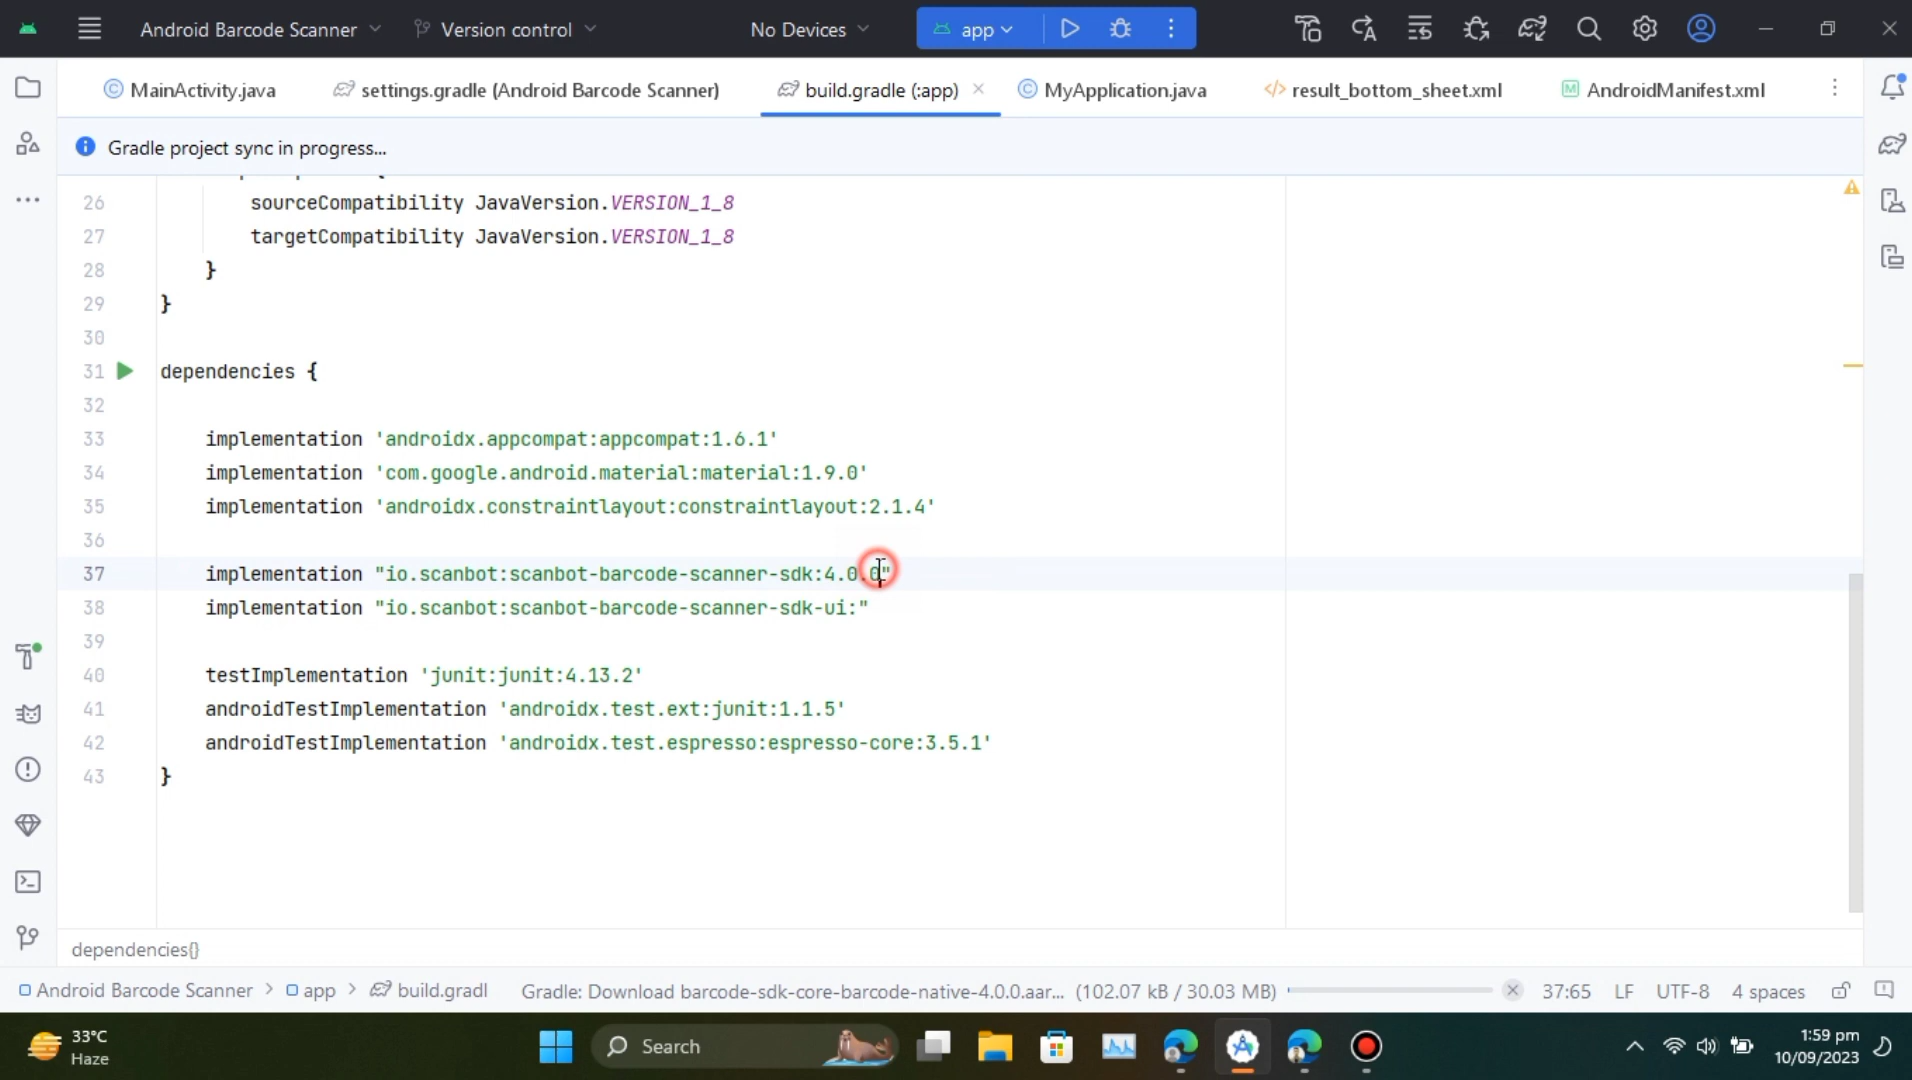 Android Barcode Scanner
Version control
No Devices
app
MainActivity.java
settings.gradle (Android Barcode Scanner)
build.gradle (:app)
MyApplication.java
result_bottom_sheet.xml
AndroidManifest.xml
Gradle project sync in progress...
26 sourceCompatibility JavaVersion.VERSION_1_8
27 targetCompatibility JavaVersion.VERSION_1_8
28 }
29 }
30
31 dependencies {
32
33 implementation 'androidx.appcompat:appcompat:1.6.1'
34 implementation 'com.google.android.material:material:1.9.0'
35 implementation 'androidx.constraintlayout:constraintlayout:2.1.4'
36
37 implementation "io.scanbot:scanbot-barcode-scanner-sdk:4.0.0"
38 implementation "io.scanbot:scanbot-barcode-scanner-sdk-ui:"
39
40 testImplementation 'junit:junit:4.13.2'
41 androidTestImplementation 'androidx.test.ext:junit:1.1.5'
42 androidTestImplementation 'androidx.test.espresso:espresso-core:3.5.1'
43 }
dependencies{}
Android Barcode Scanner > app > build.gradl
Gradle: Download barcode-sdk-core-barcode-native-4.0.0.aar... (102.07 kB / 30.03 MB)
37:65 LF UTF-8 4 spaces
33°C
Haze
Search
1:59 pm
10/09/2023